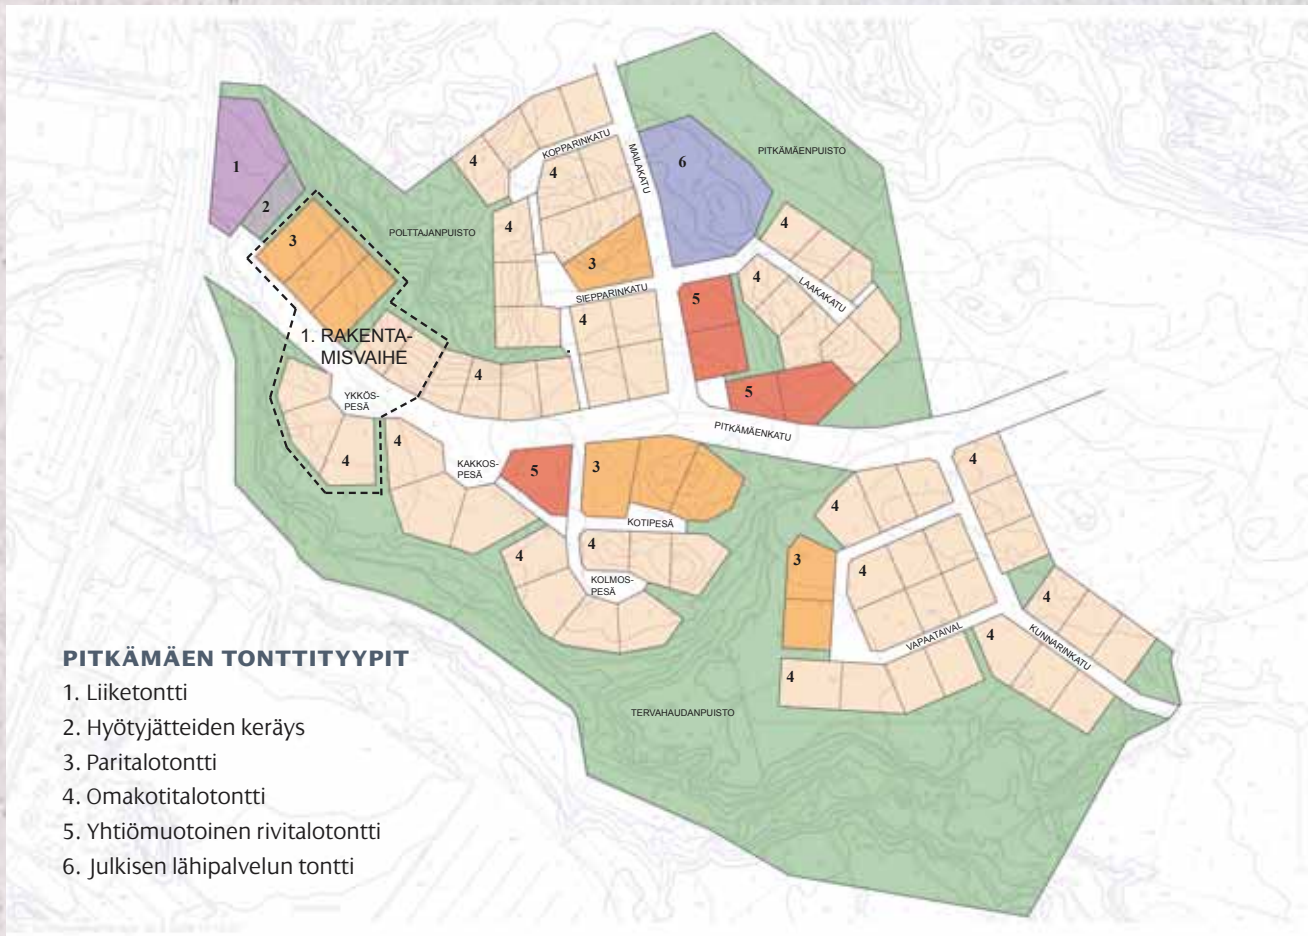 KOPPARINKATU
MAILAKATU
PITKÄMÄENPUISTO
6
4
4
1
2
3
POLTTAJANPUISTO
4
3
4
4
LAAKAKATU
SIEPPARINKATU
4
5
1. RAKENTA-
MISVAIHE
4
5
YKKÖS-
PESÄ
PITKÄMÄENKATU
4
4
KAKKOS-
PESÄ
5
3
4
4
KOTIPESÄ
4
4
3
4
KOLMOS-
PESÄ
4
VAPAATAIVAL
4
KUNNARINKATU
4
TERVAHAUDANPUISTO
PITKÄMÄEN TONTTITYYPIT
1. Liiketontti
2. Hyötyjätteiden keräys
3. Paritalotontti
4. Omakotitalotontti
5. Yhtiömuotoinen rivitalotontti
6. Julkisen lähipalvelun tontti